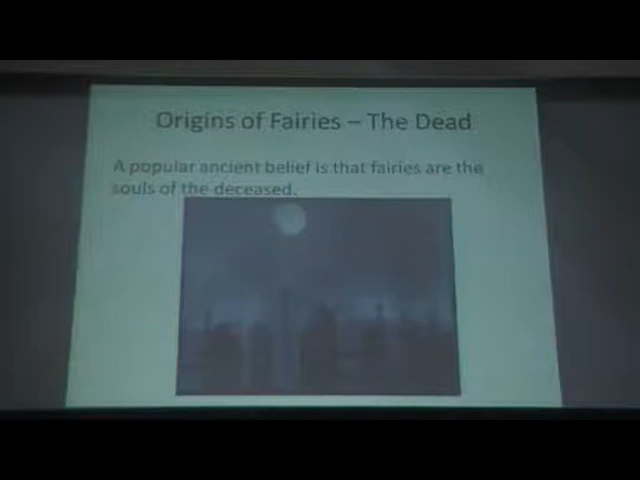 Origins of Fairies – The Dead
A popular ancient belief is that fairies are the
souls of the deceased.